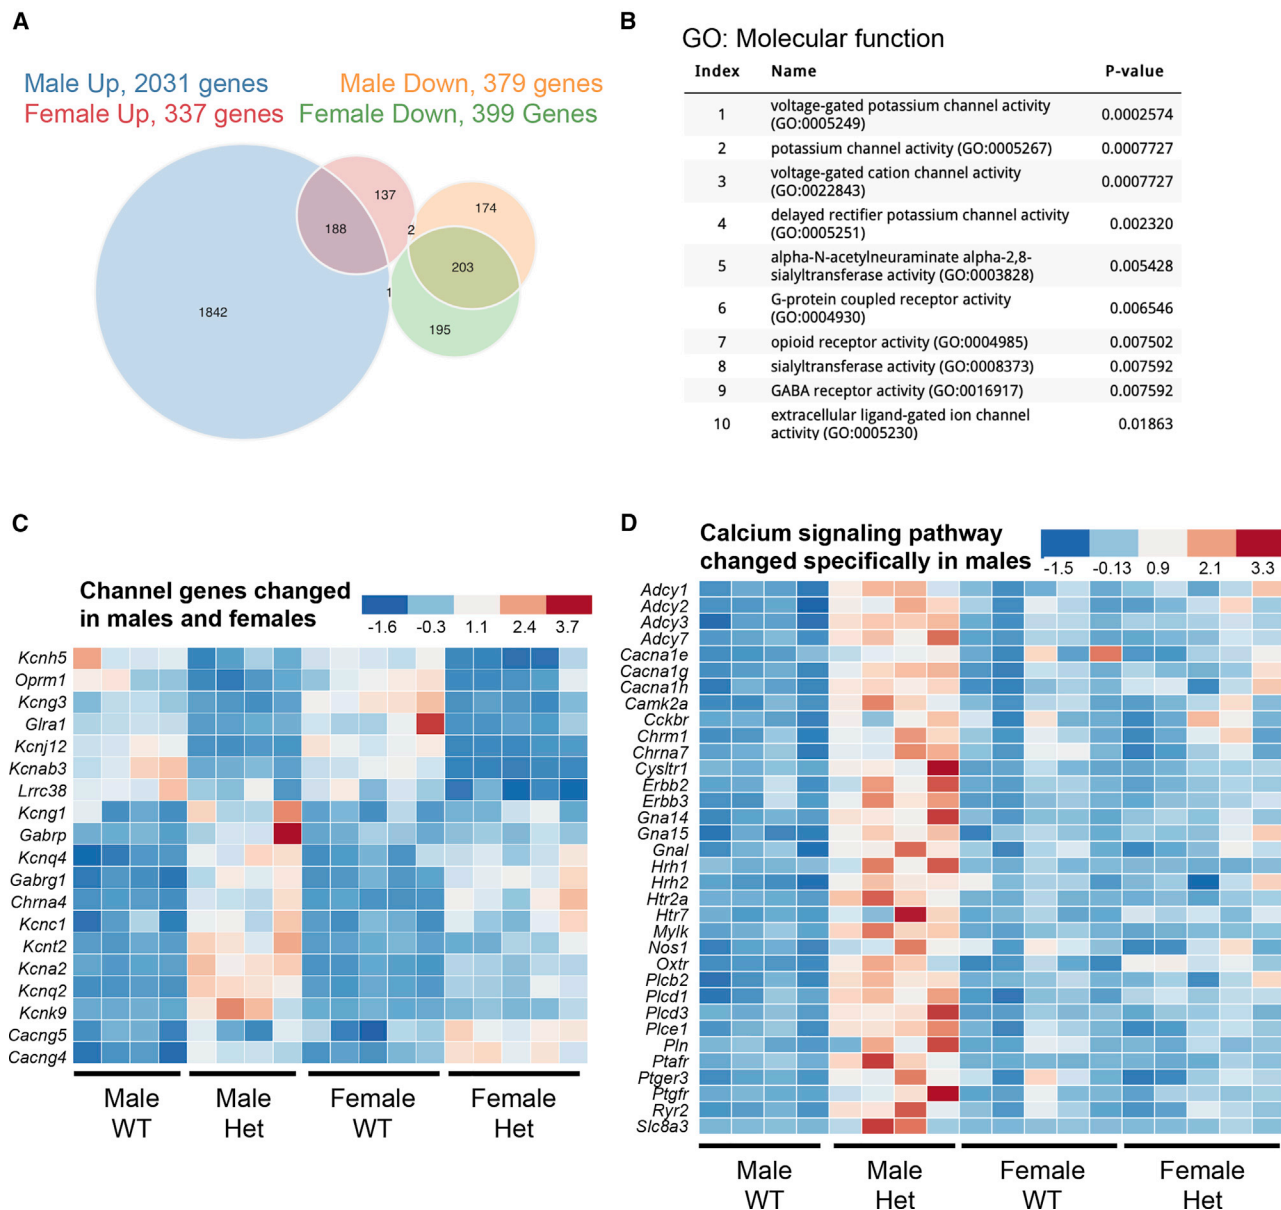 A
Male Up, 2031 genes
Male Down, 379 genes
Female Up, 337 genes
Female Down, 399 Genes
137
174
188
2
203
1
1842
195
B
GO: Molecular function
Index Name P-value
1 voltage-gated potassium channel activity (GO:0005249) 0.0002574
2 potassium channel activity (GO:0005267) 0.0007727
3 voltage-gated cation channel activity (GO:0022843) 0.0007727
4 delayed rectifier potassium channel activity (GO:0005251) 0.002320
5 alpha-N-acetylneuraminate alpha-2,8-sialyltransferase activity (GO:0003828) 0.005428
6 G-protein coupled receptor activity (GO:0004930) 0.006546
7 opioid receptor activity (GO:0004985) 0.007502
8 sialyltransferase activity (GO:0008373) 0.007592
9 GABA receptor activity (GO:0016917) 0.007592
10 extracellular ligand-gated ion channel activity (GO:0005230) 0.01863
C
Channel genes changed
in males and females
-1.6 -0.3 1.1 2.4 3.7
Kcnh5
Oprm1
Kcng3
Glra1
Kcnj12
Kcnab3
Lrrc38
Kcng1
Gabrp
Kcnq4
Gabrg1
Chrna4
Kcnc1
Kcnt2
Kcna2
Kcnq2
Kcnk9
Cacng5
Cacng4
Male WT
Male Het
Female WT
Female Het
D
Calcium signaling pathway
changed specifically in males
-1.5 -0.13 0.9 2.1 3.3
Adcy1
Adcy2
Adcy3
Adcy7
Cacna1e
Cacna1g
Cacna1h
Camk2a
Cckbr
Chrm1
Chrna7
Cysltr1
Erbb2
Erbb3
Gna14
Gna15
Gnal
Hrh1
Hrh2
Htr2a
Htr7
Mylk
Nos1
Oxtr
Plcb2
Plcd1
Plcd3
Plce1
Pln
Ptafr
Ptger3
Ptgfr
Ryr2
Slc8a3
Male WT
Male Het
Female WT
Female Het